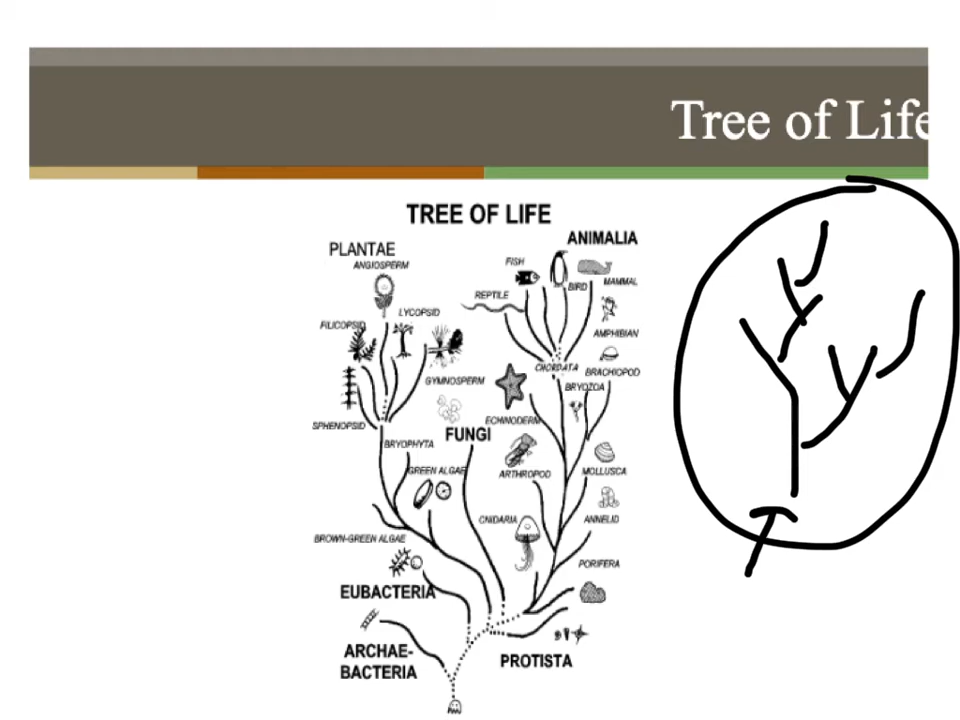 Tree of Life
TREE OF LIFE
PLANTAE
ANGIOSPERM
LYCOPSID
FILICOPSID
GYMNOSPERM
SPHENOPSID
BRYOPHYTA
GREEN ALGAE
BROWN-GREEN ALGAE
FUNGI
ANIMALIA
FISH
BIRD
MAMMAL
REPTILE
AMPHIBIAN
CHORDATA
BRACHIOPOD
BRYOZOA
ECHINODERM
ARTHROPOD
MOLLUSCA
CNIDARIA
ANNELID
PORIFERA
EUBACTERIA
ARCHAE-
BACTERIA
PROTISTA